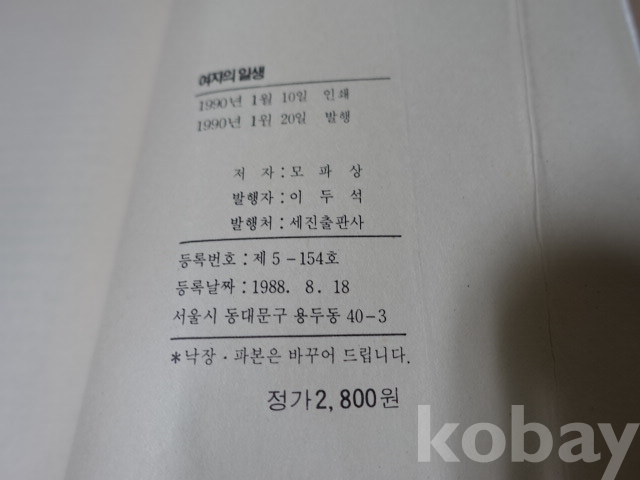 여자의 일생
1990년 1월 10일 인쇄
1990년 1월 20일 발행
저 자 : 모 파 상
발행자 : 이 두 석
발행처 : 세진출판사
등록번호 : 제 5 - 154호
등록날짜 : 1988. 8. 18
서울시 동대문구 용두동 40-3
*낙장 · 파본은 바꾸어 드립니다.
정가 2,800원
kobay